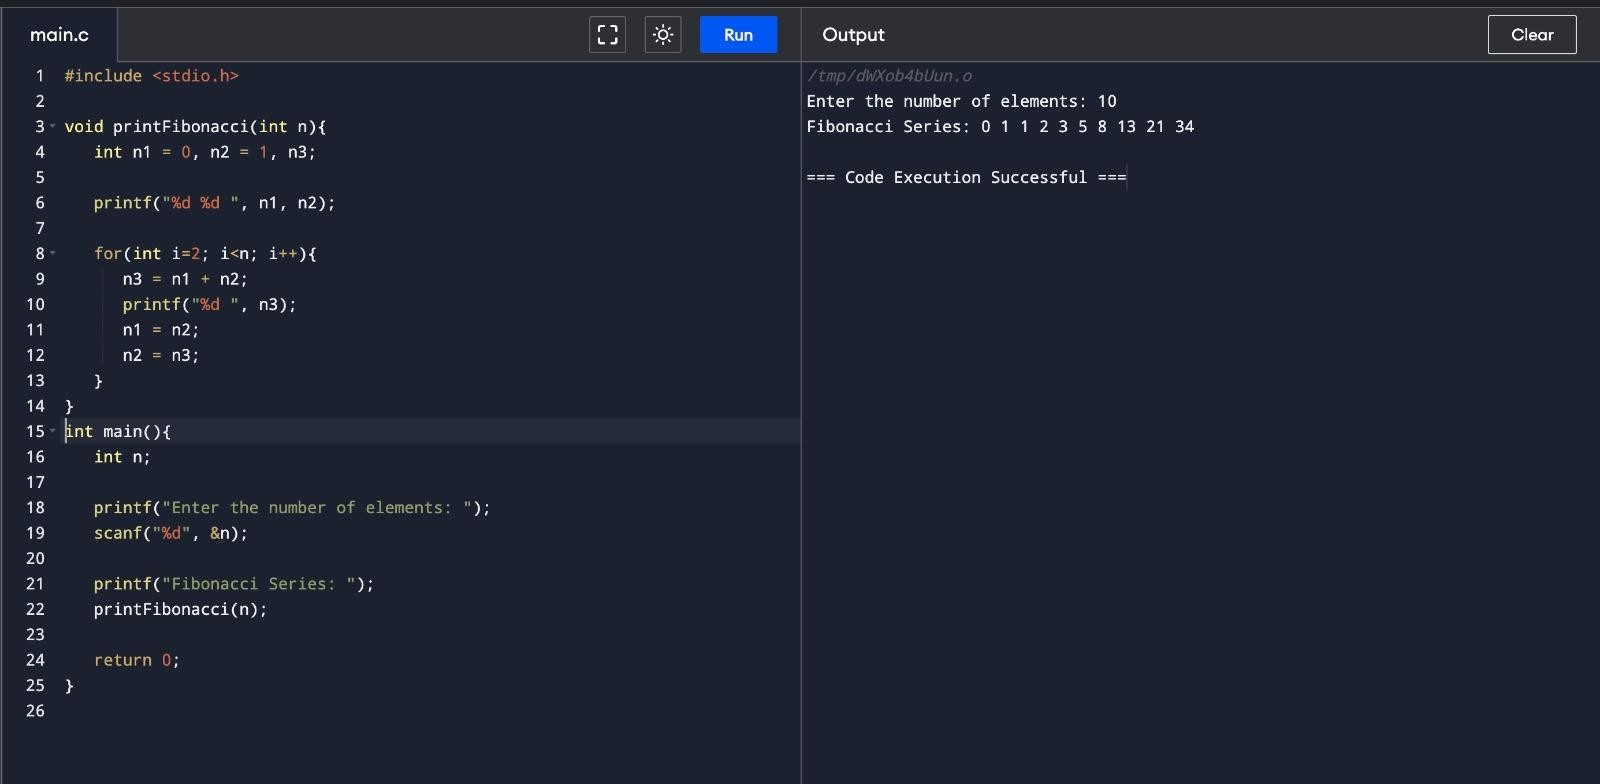 main.c
Run
Output
Clear
1 #include <stdio.h>
2
3 void printFibonacci(int n){
4    int n1 = 0, n2 = 1, n3;
5
6    printf("%d %d ", n1, n2);
7
8    for(int i=2; i<n; i++){
9       n3 = n1 + n2;
10       printf("%d ", n3);
11       n1 = n2;
12       n2 = n3;
13    }
14 }
15 int main(){
16    int n;
17
18    printf("Enter the number of elements: ");
19    scanf("%d", &n);
20
21    printf("Fibonacci Series: ");
22    printFibonacci(n);
23
24    return 0;
25 }
26
/tmp/dWXob4bUun.o
Enter the number of elements: 10
Fibonacci Series: 0 1 1 2 3 5 8 13 21 34
=== Code Execution Successful ===